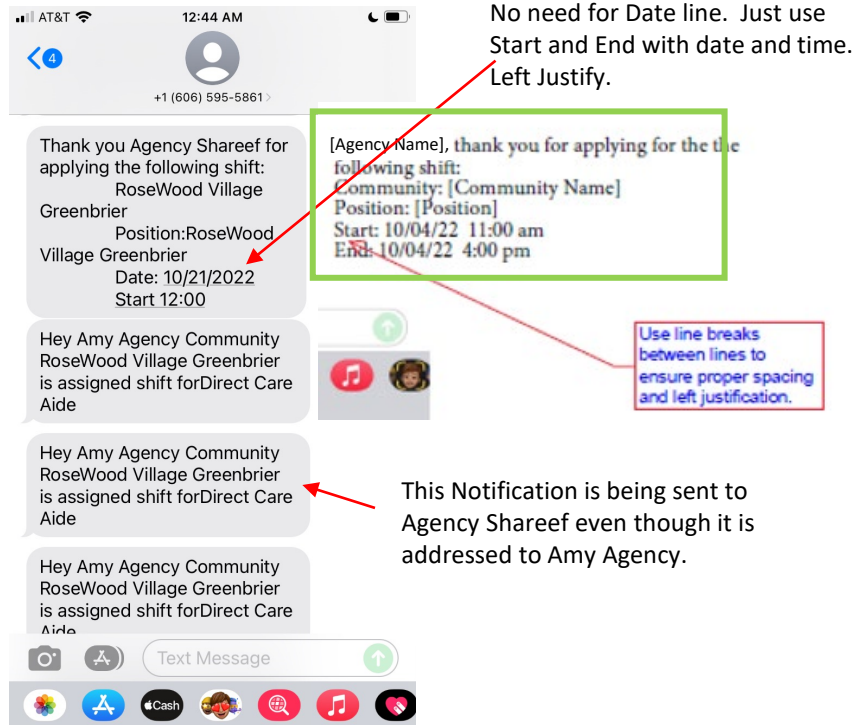 AT&T
12:44 AM
4
+1 (606) 595-5861
No need for Date line. Just use
Start and End with date and time.
Left Justify.
Thank you Agency Shareef for
applying the following shift:
RoseWood Village
Greenbrier
Position:RoseWood
Village Greenbrier
Date: 10/21/2022
Start 12:00
[Agency Name], thank you for applying for the the
following shift:
Community: [Community Name]
Position: [Position]
Start: 10/04/22 11:00 am
End: 10/04/22 4:00 pm
Use line breaks
between lines to
ensure proper spacing
and left justification.
Hey Amy Agency Community
RoseWood Village Greenbrier
is assigned shift forDirect Care
Aide
Hey Amy Agency Community
RoseWood Village Greenbrier
is assigned shift forDirect Care
Aide
This Notification is being sent to
Agency Shareef even though it is
addressed to Amy Agency.
Hey Amy Agency Community
RoseWood Village Greenbrier
is assigned shift forDirect Care
Aide
Text Message
Cash